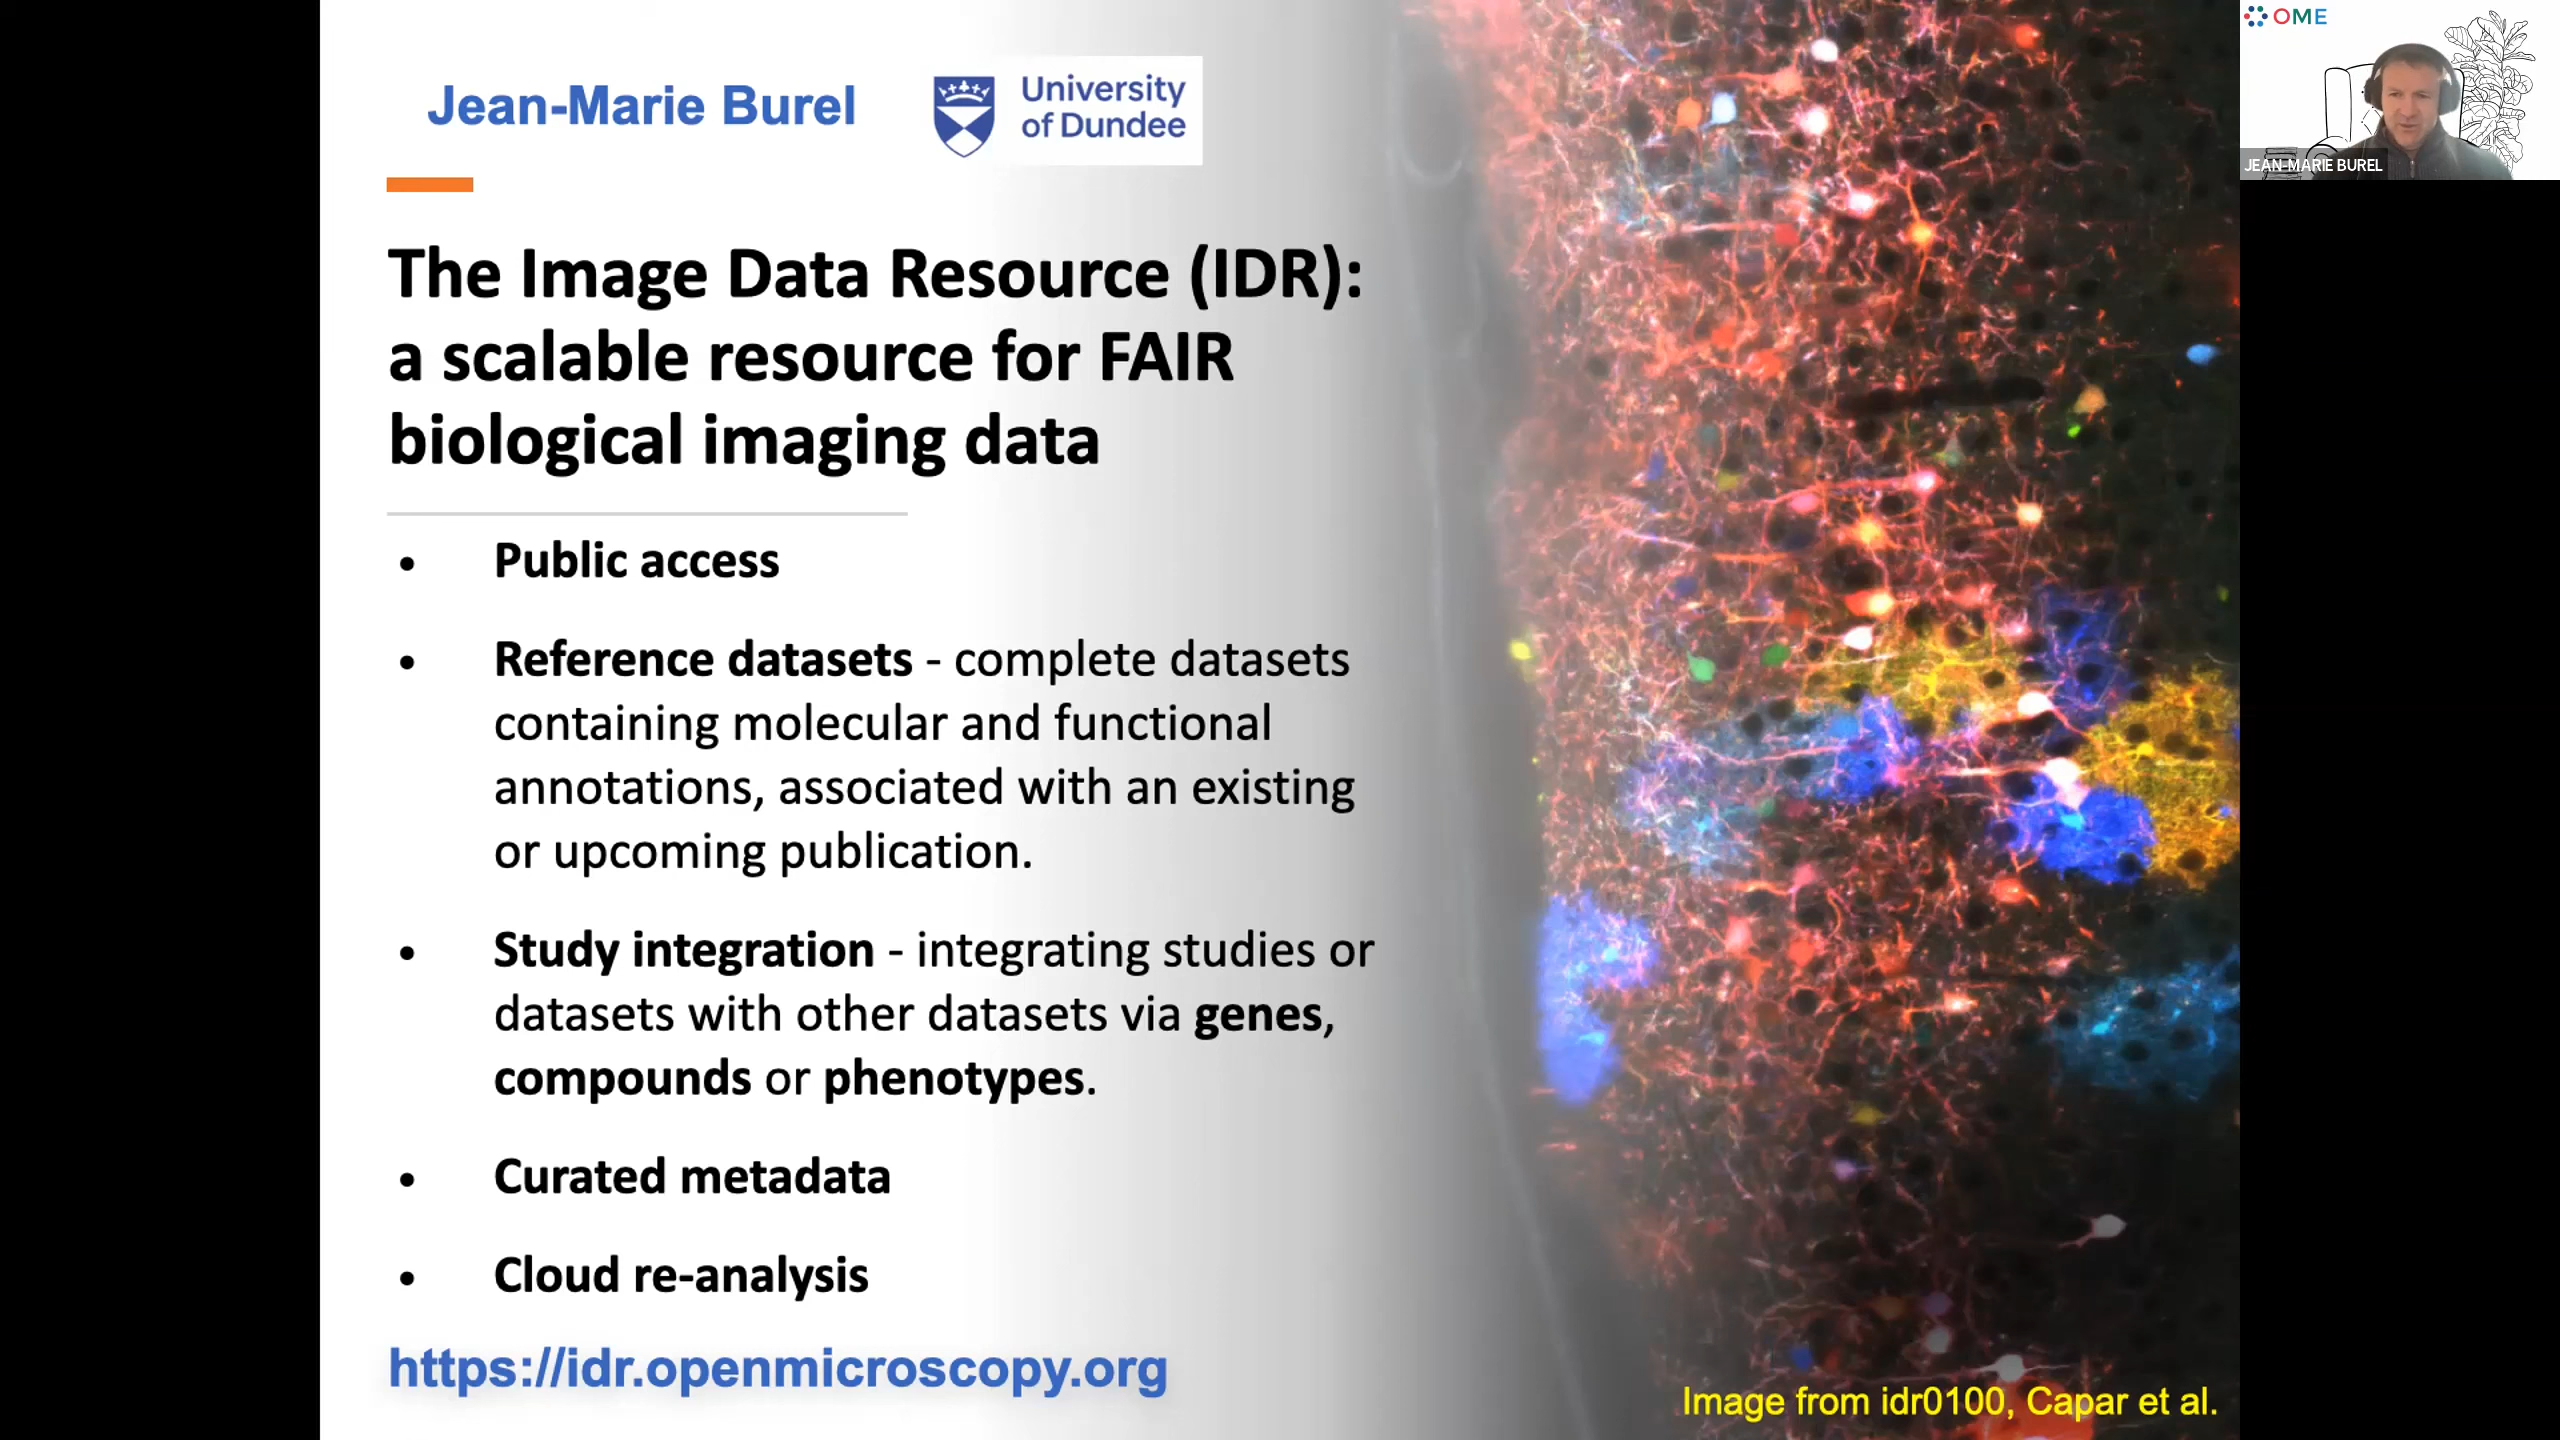 Jean-Marie Burel
University
of Dundee
The Image Data Resource (IDR):
a scalable resource for FAIR
biological imaging data
• Public access
• Reference datasets - complete datasets
containing molecular and functional
annotations, associated with an existing
or upcoming publication.
• Study integration - integrating studies or
datasets with other datasets via genes,
compounds or phenotypes.
• Curated metadata
• Cloud re-analysis
https://idr.openmicroscopy.org
Image from idr0100, Capar et al.
OME
JEAN-MARIE BUREL